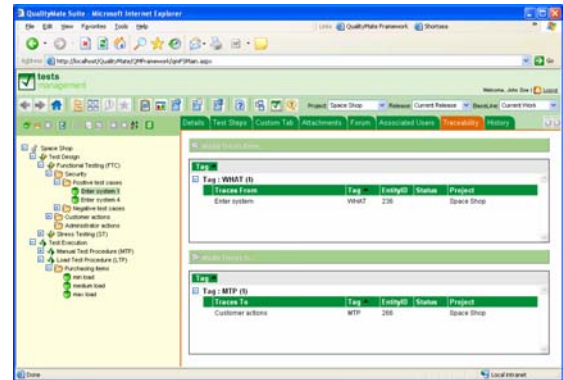 QualityMate Suite - Microsoft Internet Explorer
File Edit View Favorites Tools Help
Links QualityMate Framework Shortsea
Address http://localhost/QualityMate/QMFramework/qmFSMain.aspx Go
tests
management
Welcome, John Doe | Logout
Project: Space Shop Release: Current Release BaseLine: Current Work
Details Test Steps Custom Tab Attachments Forum Associated Users Traceability History
Space Shop
Test Design
Functional Testing (FTC)
Security
Positive test cases
Enter system 1
Enter system 4
Negative test cases
Customer actions
Administrator actions
Stress Testing (ST)
Test Execution
Manual Test Procedure (MTP)
Load Test Procedure (LTP)
Purchasing items
min load
medium load
max load
Tag
Tag : WHAT (1)
Traces From Tag EntityID Status Project
Enter system WHAT 236 Space Shop
Tag
Tag : MTP (1)
Traces To Tag EntityID Status Project
Customer actions MTP 266 Space Shop
Done Local intranet